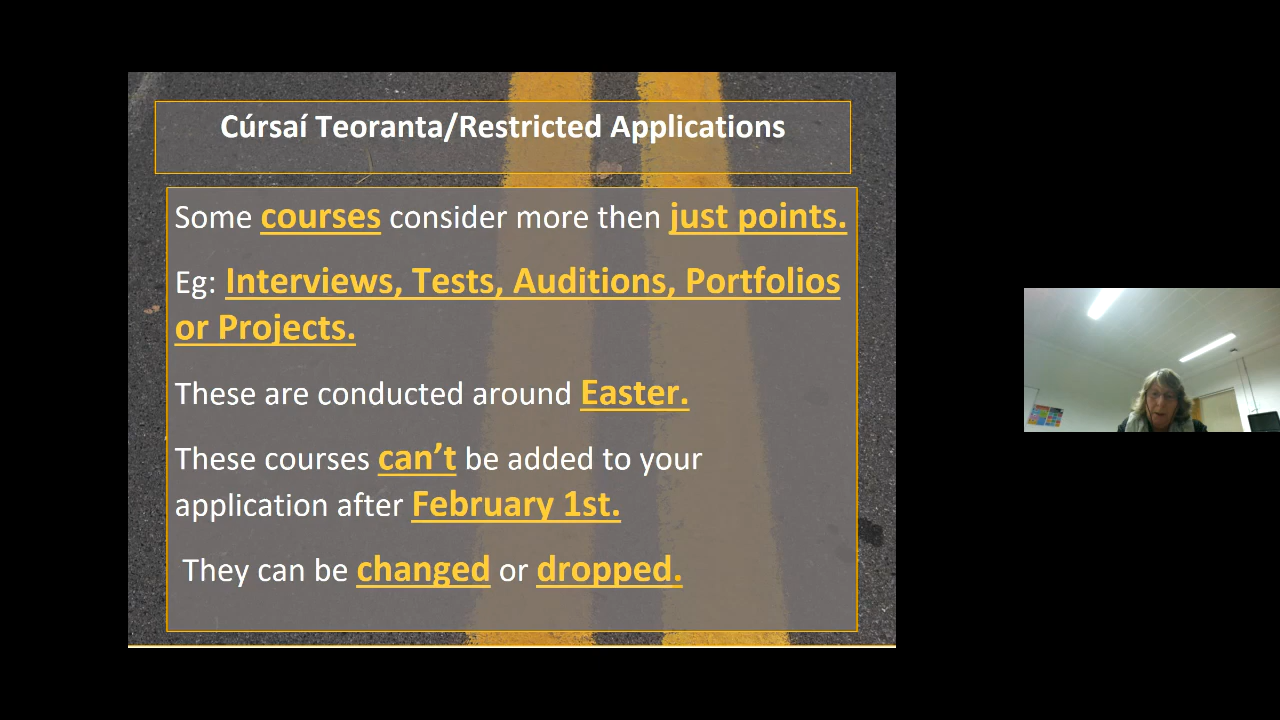 Cúrsaí Teoranta/Restricted Applications
Some courses consider more then just points.
Eg: Interviews, Tests, Auditions, Portfolios
or Projects.
These are conducted around Easter.
These courses can’t be added to your
application after February 1st.
They can be changed or dropped.